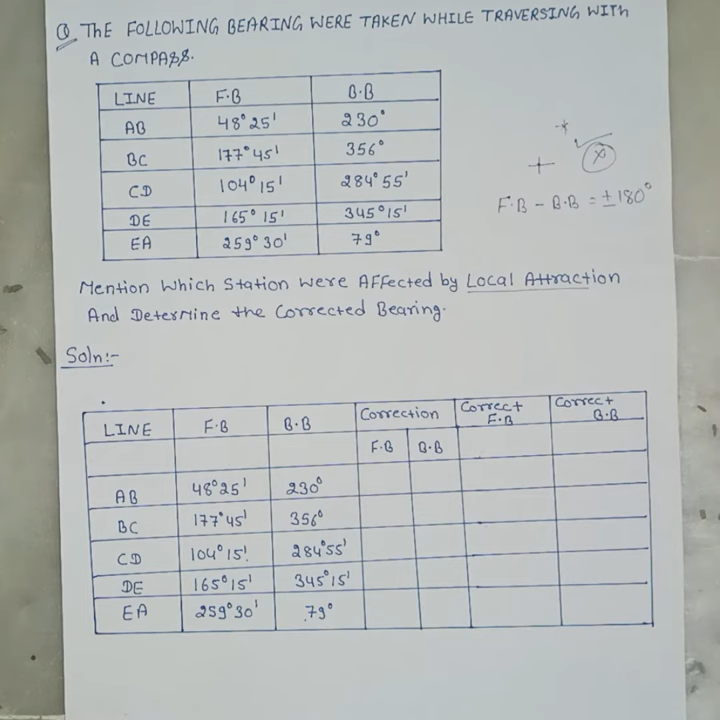 Q THE FOLLOWING BEARING WERE TAKEN WHILE TRAVERSING WITH
A COMPASS.
LINE F.B B.B
AB 48°25' 230°
BC 177°45' 356°
CD 104°15' 284°55'
DE 165°15' 345°15'
EA 259°30' 79°
F.B - B.B = ±180°
Mention Which Station Were AFFected by Local Attraction
And Determine the Corrected Bearing.
Soln:-
LINE F.B B.B Correction Correct F.B Correct B.B
F.B B.B
AB 48°25' 230°
BC 177°45' 356°
CD 104°15' 284°55'
DE 165°15' 345°15'
EA 259°30' 79°